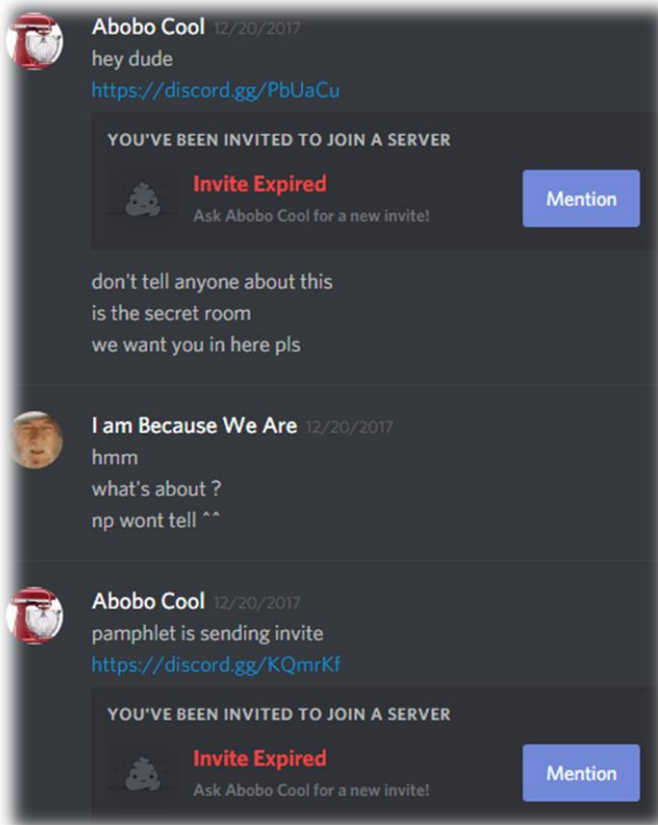 Abobo Cool 12/20/2017
hey dude
https://discord.gg/PbUaCu
YOU'VE BEEN INVITED TO JOIN A SERVER
Invite Expired
Ask Abobo Cool for a new invite!
Mention
don't tell anyone about this
is the secret room
we want you in here pls
I am Because We Are 12/20/2017
hmm
what's about ?
np wont tell ^^
Abobo Cool 12/20/2017
pamphlet is sending invite
https://discord.gg/KQmrKf
YOU'VE BEEN INVITED TO JOIN A SERVER
Invite Expired
Ask Abobo Cool for a new invite!
Mention